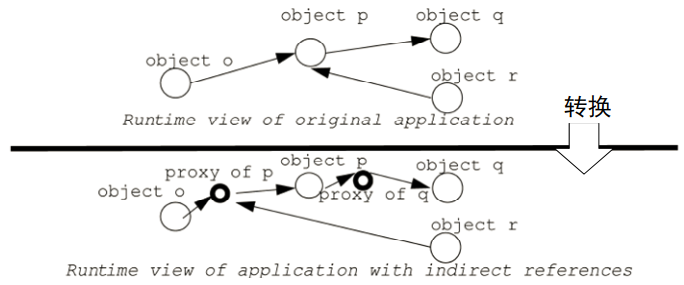 object p
object q
object o
object r
转换
Runtime view of original application
proxy of p
object p
object q
object o
proxy of q
object r
Runtime view of application with indirect references